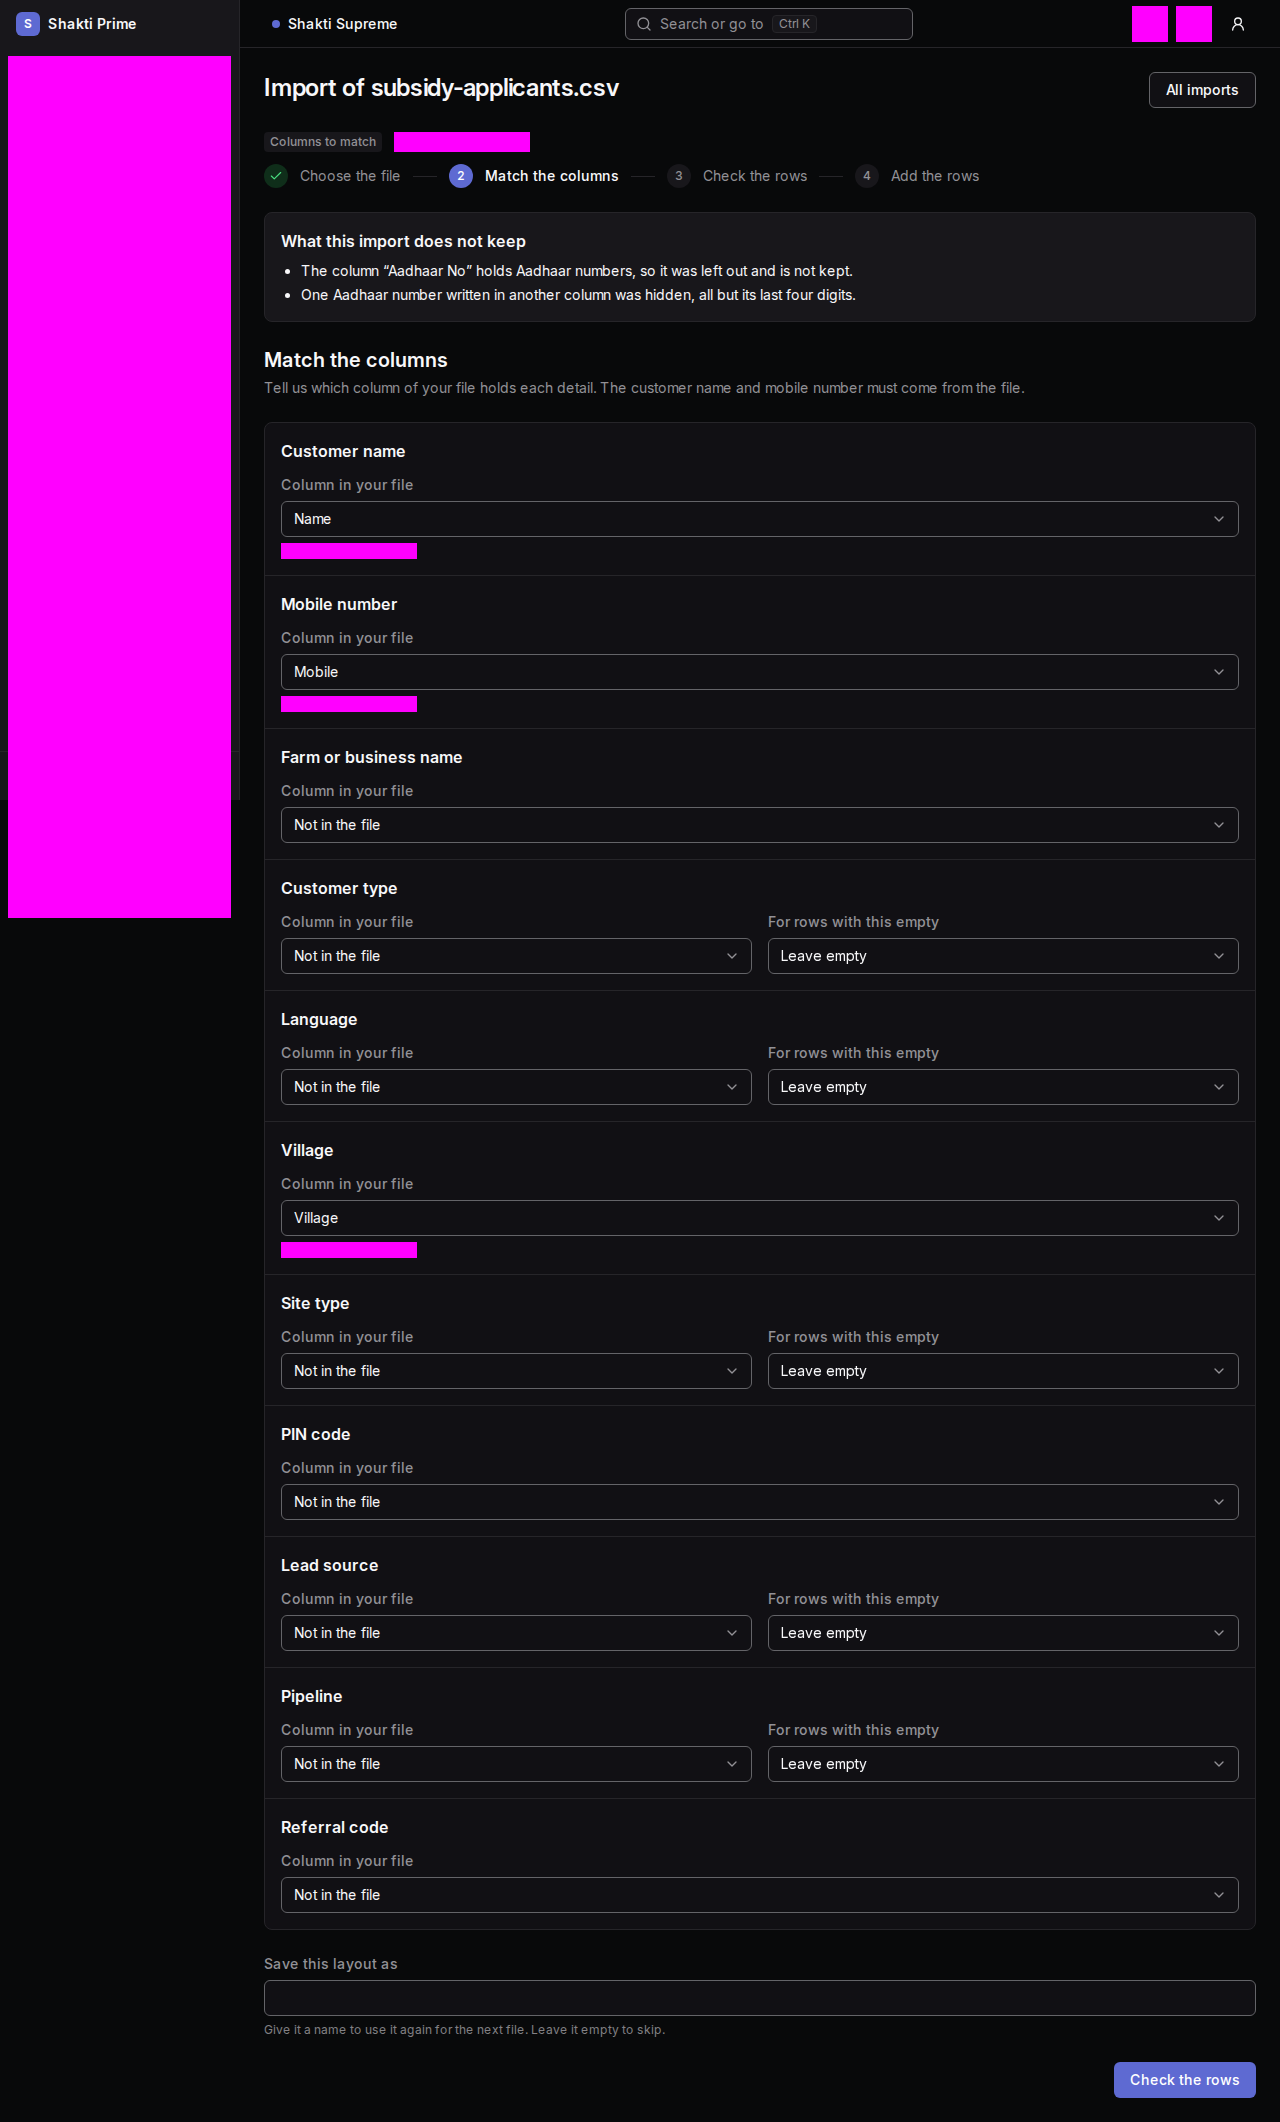 S Shakti Prime
Shakti Supreme
Search or go to Ctrl K
Import of subsidy-applicants.csv
All imports
Columns to match
Choose the file
2 Match the columns
3 Check the rows
4 Add the rows
What this import does not keep
• The column “Aadhaar No” holds Aadhaar numbers, so it was left out and is not kept.
• One Aadhaar number written in another column was hidden, all but its last four digits.
Match the columns
Tell us which column of your file holds each detail. The customer name and mobile number must come from the file.
Customer name
Column in your file
Name
Mobile number
Column in your file
Mobile
Farm or business name
Column in your file
Not in the file
Customer type
Column in your file For rows with this empty
Not in the file Leave empty
Language
Column in your file For rows with this empty
Not in the file Leave empty
Village
Column in your file
Village
Site type
Column in your file For rows with this empty
Not in the file Leave empty
PIN code
Column in your file
Not in the file
Lead source
Column in your file For rows with this empty
Not in the file Leave empty
Pipeline
Column in your file For rows with this empty
Not in the file Leave empty
Referral code
Column in your file
Not in the file
Save this layout as
Give it a name to use it again for the next file. Leave it empty to skip.
Check the rows